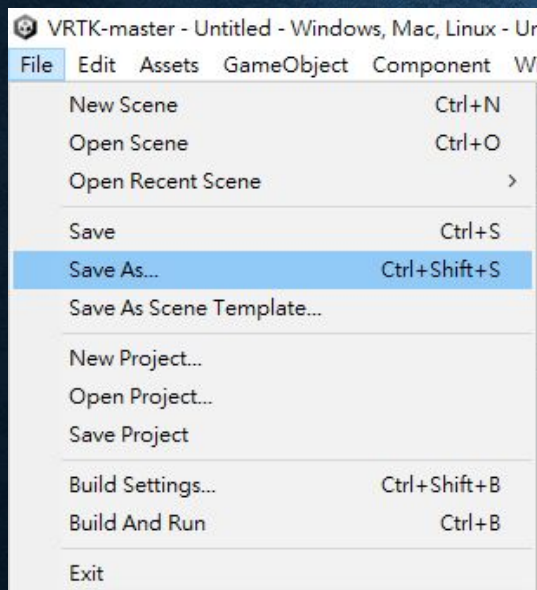 VRTK-master - Untitled - Windows, Mac, Linux -
File Edit Assets GameObject Component
New Scene Ctrl+N
Open Scene Ctrl+O
Open Recent Scene >
Save Ctrl+S
Save As... Ctrl+Shift+S
Save As Scene Template...
New Project...
Open Project...
Save Project
Build Settings... Ctrl+Shift+B
Build And Run Ctrl+B
Exit